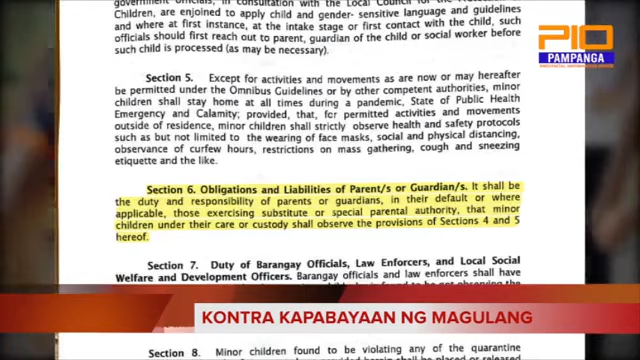 government officials, in consultation with the Local Council for the
Children, are enjoined to apply child and gender- sensitive language and guidelines
and where at first instance, at the intake stage or first contact with the child, such
officials should first reach out to parent, guardian of the child or social worker before
such child is processed (as may be necessary).
PIO
PAMPANGA
Section 5. Except for activities and movements as are now or may hereafter
be permitted under the Omnibus Guidelines or by other competent authorities, minor
children shall stay home at all times during a pandemic, State of Public Health
Emergency and Calamity; provided, that, for permitted activities and movements
outside of residence, minor children shall strictly observe health and safety protocols
such as but not limited to the wearing of face masks, social and physical distancing,
observance of curfew hours, restrictions on mass gathering, cough and sneezing
etiquette and the like.
Section 6. Obligations and Liabilities of Parent/s or Guardian/s. It shall be
the duty and responsibility of parents or guardians, in their default or where
applicable, those exercising substitute or special parental authority, that minor
children under their care or custody shall observe the provisions of Sections 4 and 5
hereof.
Section 7. Duty of Barangay Officials, Law Enforcers, and Local Social
Welfare and Development Officers. Barangay officials and law enforcers shall have
KONTRA KAPABAYAAN NG MAGULANG
Section 8. Minor children found to be violating any of the quarantine